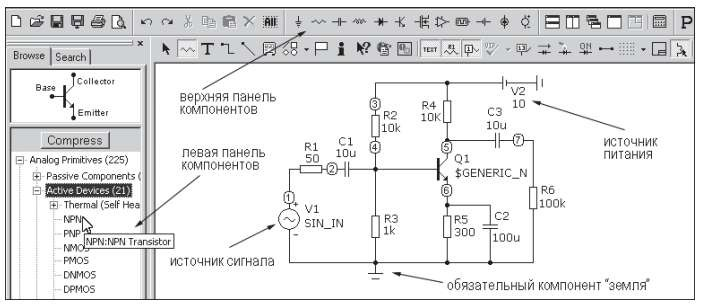 All
P
TEXT
Browse
Search
Base
Collector
Emitter
Compress
Analog Primitives (225)
Passive Components (
Active Devices (21)
Thermal (Self Hea
NPN
PNP
NPN:NPN Transistor
NMOS
PMOS
DNMOS
DPMOS
верхняя панель
компонентов
левая панель
компонентов
источник сигнала
источник
питания
обязательный компонент "земля"
V2
10
3
R2
10k
R4
10K
C3
10u
7
R1
50
2
C1
10u
4
5
Q1
$GENERIC_N
6
R6
100k
1
V1
SIN_IN
R3
1k
R5
300
C2
100u